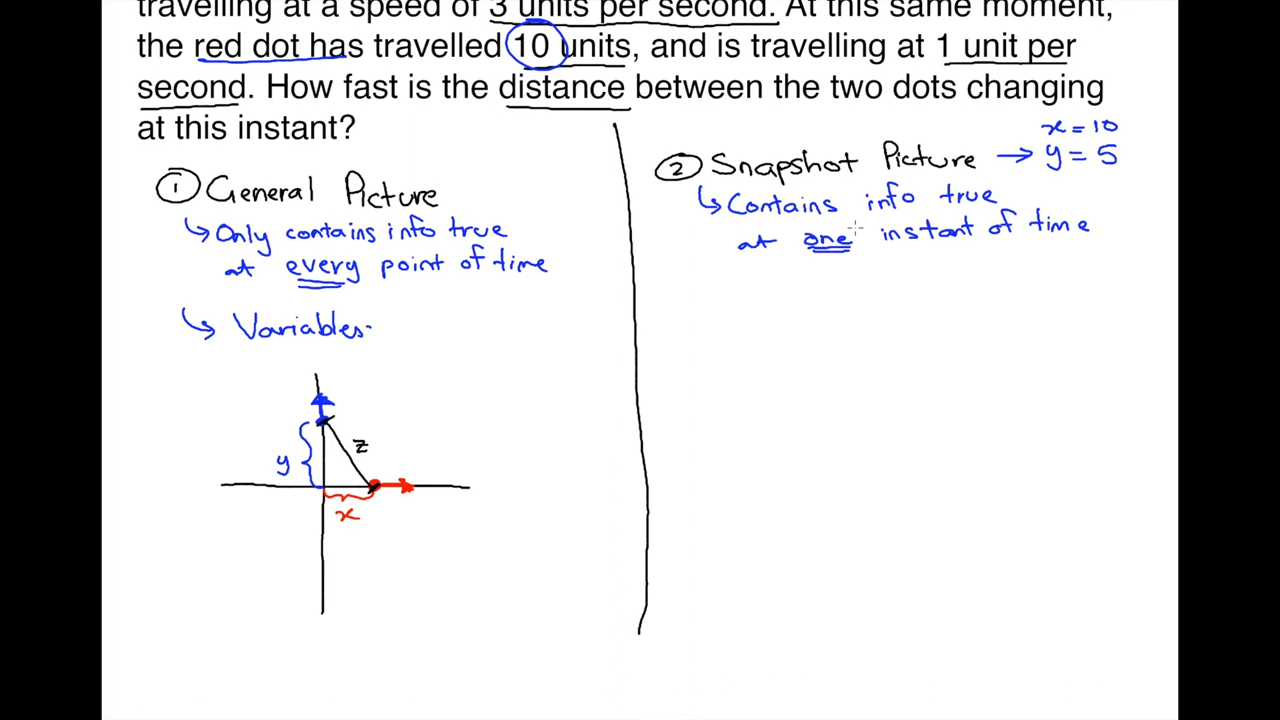 travelling at a speed of 3 units per second. At this same moment,
the red dot has travelled 10 units, and is travelling at 1 unit per
second. How fast is the distance between the two dots changing
at this instant?
① General Picture
↳ Only contains info true
at every point of time
↳ Variables.
y
z
x
② Snapshot Picture → y = 5
x = 10
↳ Contains info true
at one instant of time